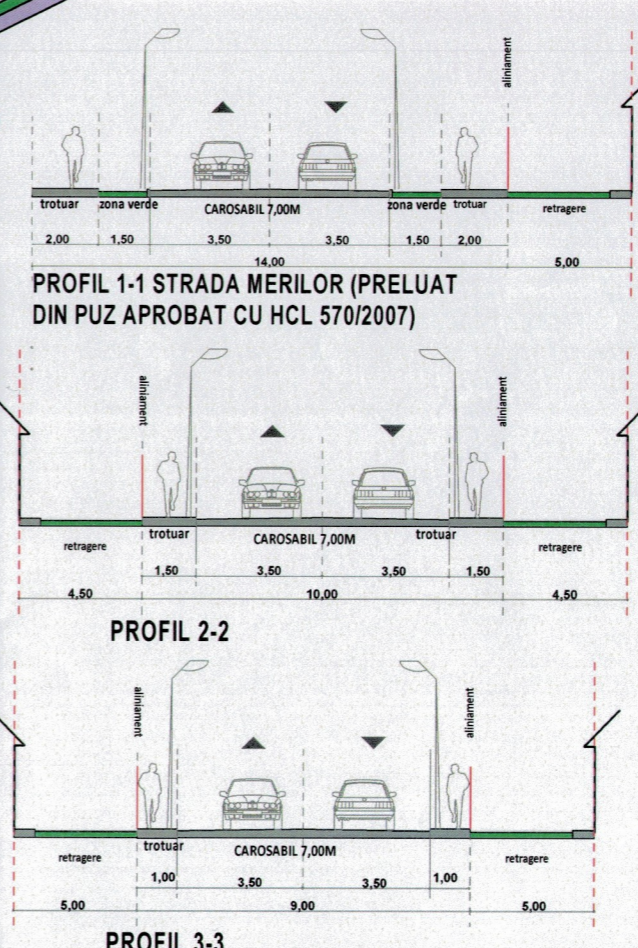 aliniament
trotuar zona verde CAROSABIL 7,00M zona verde trotuar retragere
2,00 1,50 3,50 3,50 1,50 2,00
14,00 5,00
PROFIL 1-1 STRADA MERILOR (PRELUAT
DIN PUZ APROBAT CU HCL 570/2007)
aliniament aliniament
retragere trotuar CAROSABIL 7,00M trotuar retragere
1,50 3,50 3,50 1,50
4,50 10,00 4,50
PROFIL 2-2
aliniament aliniament
retragere trotuar CAROSABIL 7,00M retragere
1,00 3,50 3,50 1,00
5,00 9,00 5,00
PROFIL 3-3